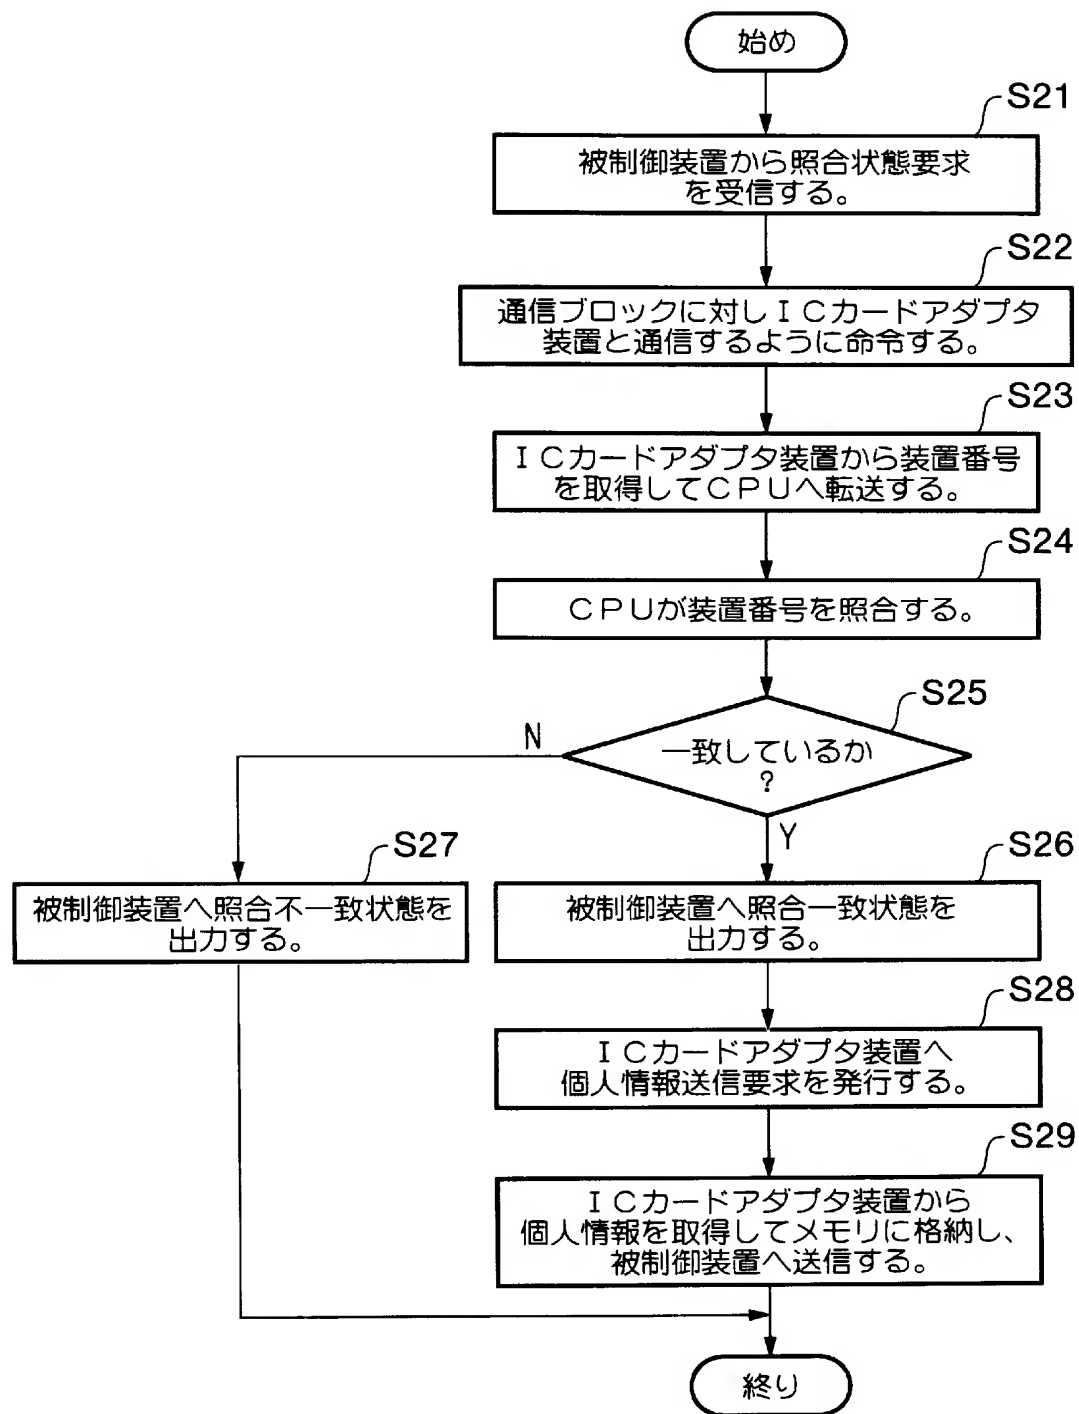 始め
S21
被制御装置から照合状態要求
を受信する。
S22
通信ブロックに対しＩＣカードアダプタ
装置と通信するように命令する。
S23
ＩＣカードアダプタ装置から装置番号
を取得してＣＰＵへ転送する。
S24
ＣＰＵが装置番号を照合する。
S25
一致しているか
？
N
Y
S27
被制御装置へ照合不一致状態を
出力する。
S26
被制御装置へ照合一致状態を
出力する。
S28
ＩＣカードアダプタ装置へ
個人情報送信要求を発行する。
S29
ＩＣカードアダプタ装置から
個人情報を取得してメモリに格納し、
被制御装置へ送信する。
終り